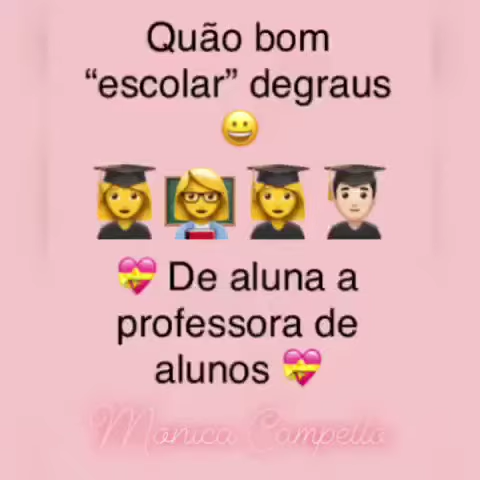 Quão bom
“escolar” degraus
😀
👩‍🎓👩‍🏫👩‍🎓👨🏻‍🎓
💝 De aluna a
professora de
alunos 💝
Monica Campello